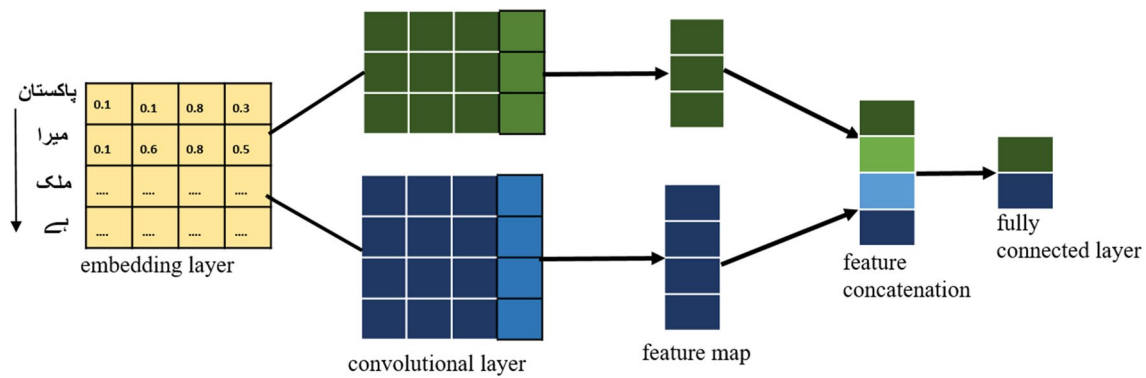 پاکستان
0.1 0.1 0.8 0.3
میرا
0.1 0.6 0.8 0.5
ملک
.... .... .... ....
ہے
.... .... .... ....
embedding layer
convolutional layer
feature map
feature
concatenation
fully
connected layer